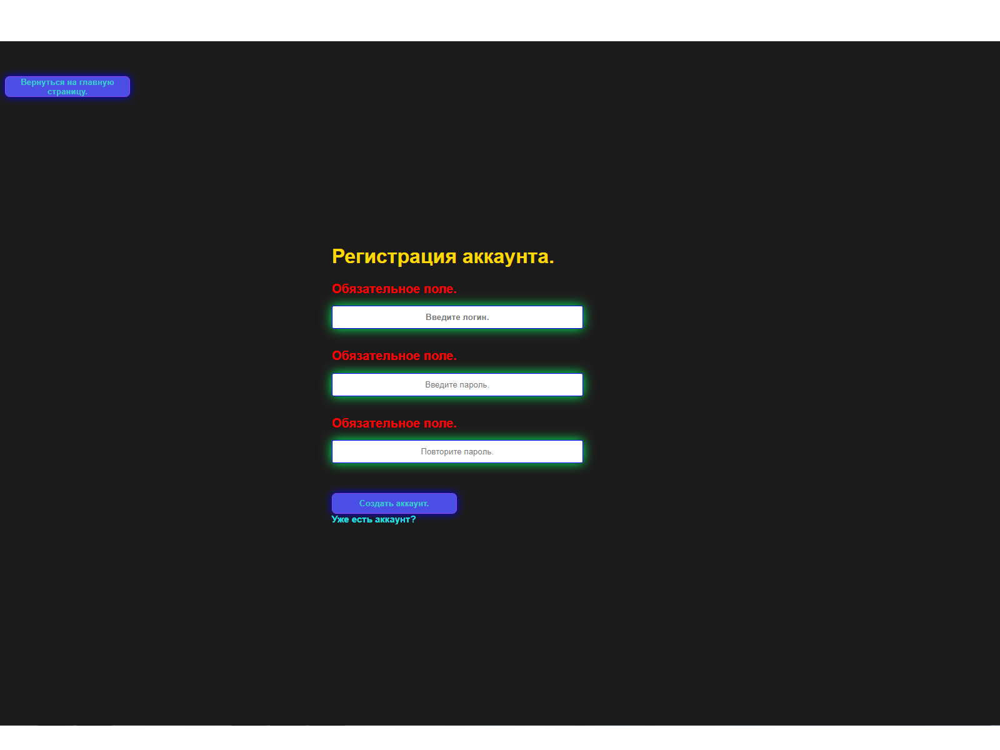 Вернуться на главную
страницу.
Регистрация аккаунта.
Обязательное поле.
Введите логин.
Обязательное поле.
Введите пароль.
Обязательное поле.
Повторите пароль.
Создать аккаунт.
Уже есть аккаунт?